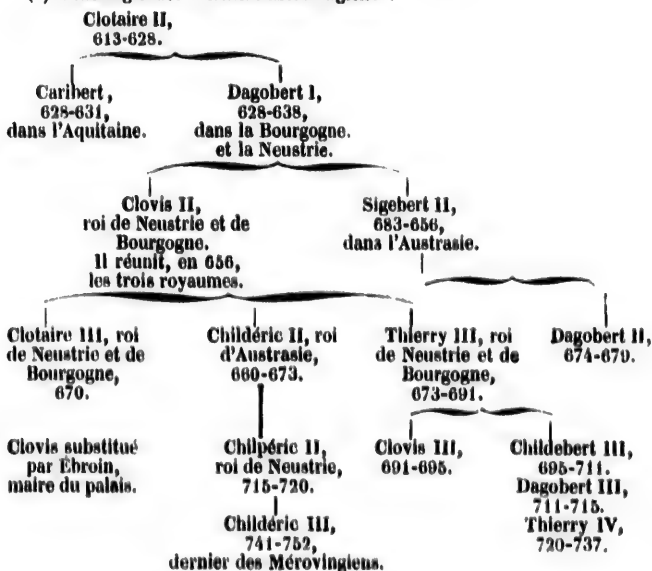 Clotaire II,
613-628.
Caribert,
628-631,
dans l'Aquitaine.
Dagobert I,
628-638,
dans la Bourgogne.
et la Neustrie.
Clovis II,
roi de Neustrie et de
Bourgogne.
Il réunit, en 656,
les trois royaumes.
Sigebert II,
683-656,
dans l'Austrasie.
Clotaire III, roi
de Neustrie et de
Bourgogne,
670.
Childéric II, roi
d'Austrasie,
660-673.
Thierry III, roi
de Neustrie et de
Bourgogne,
673-691.
Dagobert II,
674-679.
Clovis substitué
par Ébroin,
maire du palais.
Chilpéric II,
roi de Neustrie,
715-720.
Childéric III,
741-752,
dernier des Mérovingiens.
Clovis III,
691-695.
Childebert III,
695-711.
Dagobert III,
711-715.
Thierry IV,
720-737.